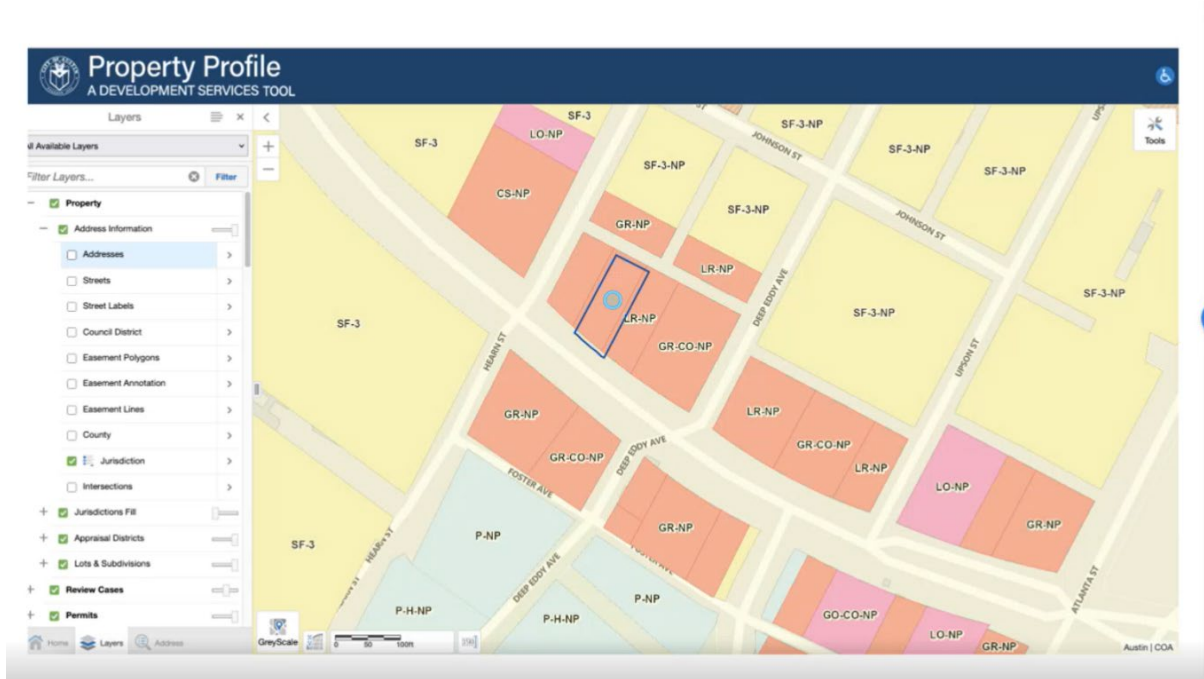 Property Profile
A DEVELOPMENT SERVICES TOOL
Layers
All Available Layers
Filter Layers...
Filter
Property
Address Information
Addresses
Streets
Street Labels
Council District
Easement Polygons
Easement Annotation
Easement Lines
County
Jurisdiction
Intersections
Jurisdictions Fill
Appraisal Districts
Lots & Subdivisions
Review Cases
Permits
Home
Layers
Address
Tools
SF-3
SF-3
LO-NP
CS-NP
SF-3-NP
JOHNSON ST
SF-3-NP
SF-3-NP
SF-3-NP
SF-3-NP
JOHNSON ST
GR-NP
LR-NP
DEEP EDDY AVE
SF-3-NP
SF-3-NP
SF-3
HEARN ST
LR-NP
GR-CO-NP
UPSON ST
GR-NP
GR-CO-NP
DEEP EDDY AVE
LR-NP
GR-CO-NP
LR-NP
FOSTER AVE
LO-NP
GR-NP
GR-NP
P-NP
SF-3
HEARN ST
DEEP EDDY AVE
P-NP
P-H-NP
P-H-NP
GO-CO-NP
LO-NP
GR-NP
ATLANTA ST
GreyScale
0 50 100ft
Austin | COA